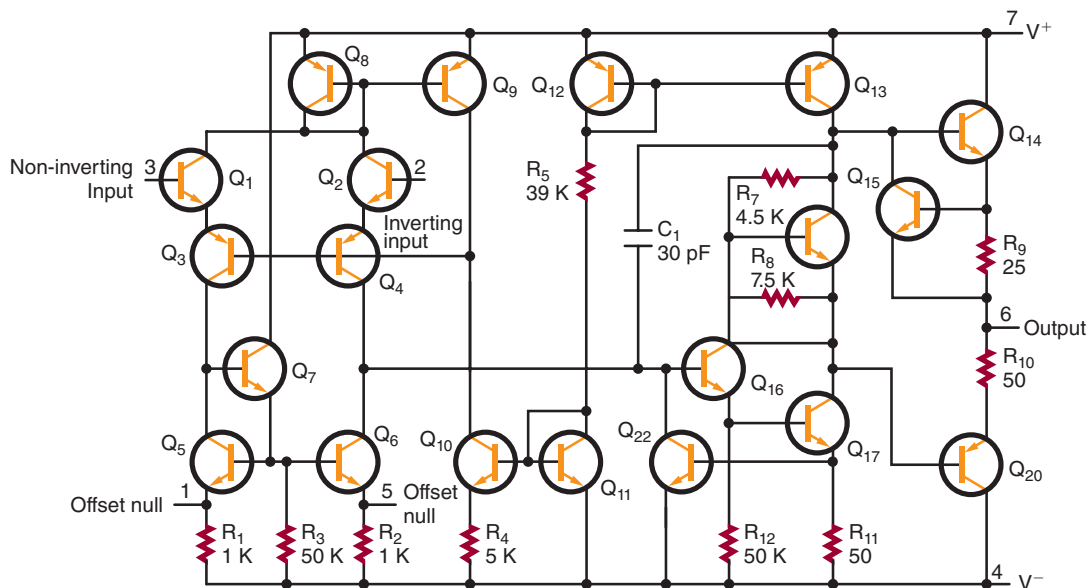 7 V+
Q8
Q9
Q12
Q13
Q14
Non-inverting
Input
3
Q1
Q2
2
R5
39 K
Q15
R7
4.5 K
Inverting
input
Q3
Q4
C1
30 pF
R8
7.5 K
R9
25
6
Output
Q7
Q16
R10
50
Q5
Q6
Q10
Q11
Q22
Q17
Q20
Offset null
1
5
Offset
null
R1
1 K
R3
50 K
R2
1 K
R4
5 K
R12
50 K
R11
50
4
V−